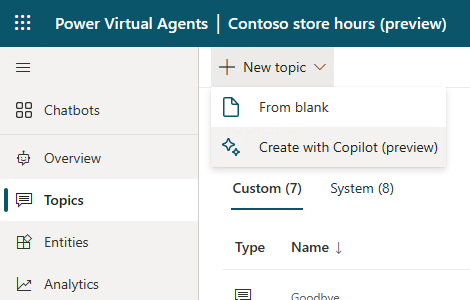 Power Virtual Agents | Contoso store hours (preview)
New topic
Chatbots
From blank
Create with Copilot (preview)
Overview
Topics
Custom (7) System (8)
Entities
Type Name ↓
Analytics
Goodbye